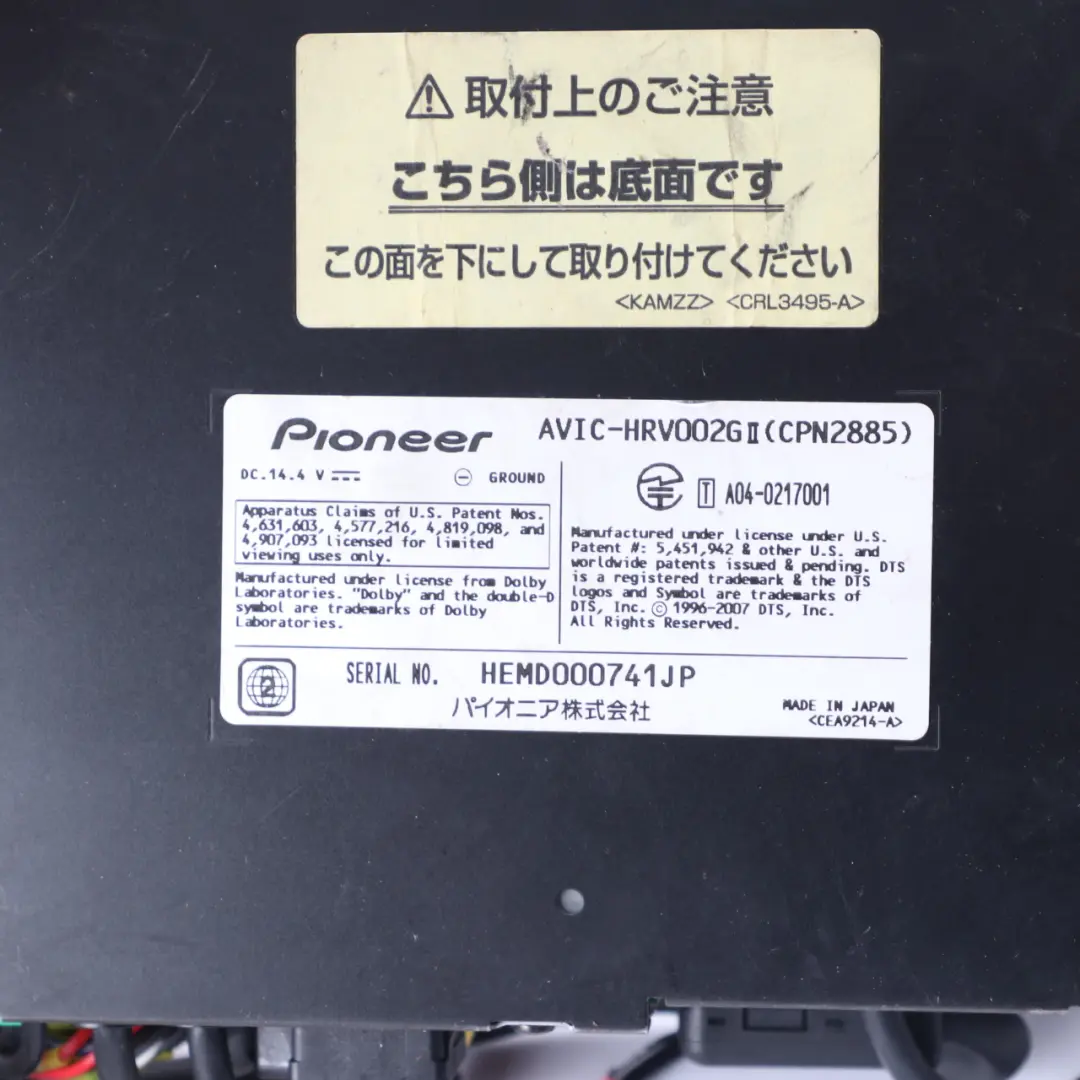 ⚠取付上のご注意
こちら側は底面です
この面を下にして取り付けてください
<KAMZZ> <CRL3495-A>
Pioneer AVIC-HRV002GⅡ(CPN2885)
DC.14.4 V ⊖ GROUND
Apparatus Claims of U.S. Patent Nos.
4,631,603, 4,577,216, 4,819,098, and
4,907,093 licensed for limited
viewing uses only.
Manufactured under license from Dolby
Laboratories. "Dolby" and the double-D
symbol are trademarks of Dolby
Laboratories.
T A04-0217001
Manufactured under license under U.S.
Patent #: 5,451,942 & other U.S. and
worldwide patents issued & pending. DTS
is a registered trademark & the DTS
logos and Symbol are trademarks of
DTS, Inc. © 1996-2007 DTS, Inc.
All Rights Reserved.
2
SERIAL NO. HEMD000741JP
パイオニア株式会社
MADE IN JAPAN
<CEA9214-A>